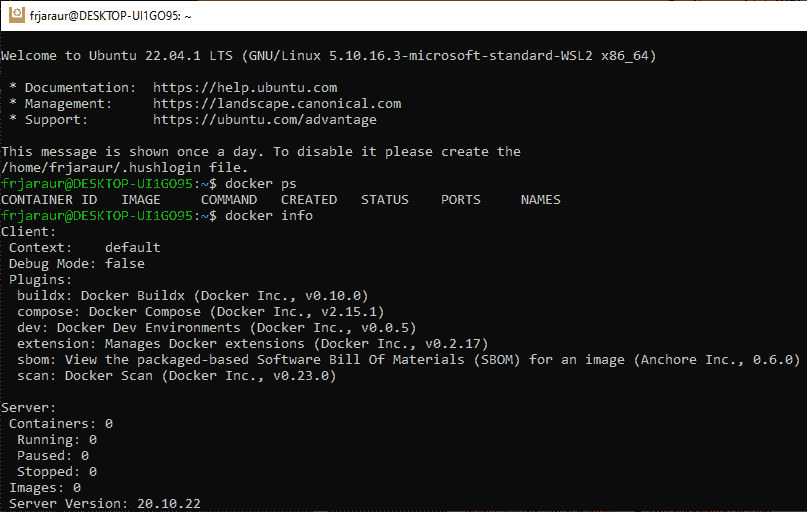 frjaraur@DESKTOP-UI1GO95: ~
Welcome to Ubuntu 22.04.1 LTS (GNU/Linux 5.10.16.3-microsoft-standard-WSL2 x86_64)
* Documentation:  https://help.ubuntu.com
* Management:     https://landscape.canonical.com
* Support:        https://ubuntu.com/advantage
This message is shown once a day. To disable it please create the
/home/frjaraur/.hushlogin file.
frjaraur@DESKTOP-UI1GO95:~$ docker ps
CONTAINER ID   IMAGE     COMMAND   CREATED   STATUS    PORTS     NAMES
frjaraur@DESKTOP-UI1GO95:~$ docker info
Client:
 Context:    default
 Debug Mode: false
 Plugins:
  buildx: Docker Buildx (Docker Inc., v0.10.0)
  compose: Docker Compose (Docker Inc., v2.15.1)
  dev: Docker Dev Environments (Docker Inc., v0.0.5)
  extension: Manages Docker extensions (Docker Inc., v0.2.17)
  sbom: View the packaged-based Software Bill Of Materials (SBOM) for an image (Anchore Inc., 0.6.0)
  scan: Docker Scan (Docker Inc., v0.23.0)
Server:
 Containers: 0
  Running: 0
  Paused: 0
  Stopped: 0
 Images: 0
 Server Version: 20.10.22